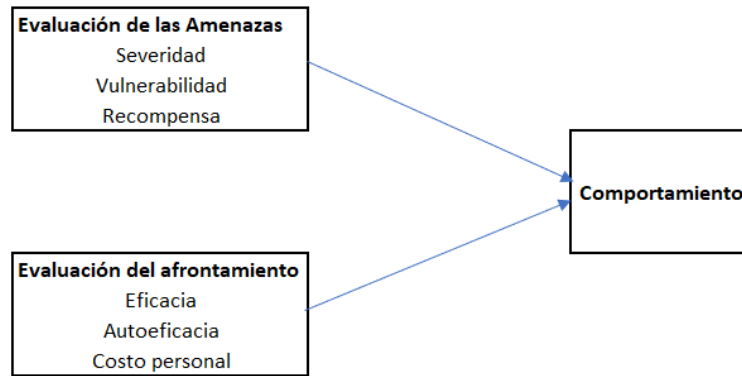 Evaluación de las Amenazas
Severidad
Vulnerabilidad
Recompensa
Comportamiento
Evaluación del afrontamiento
Eficacia
Autoeficacia
Costo personal